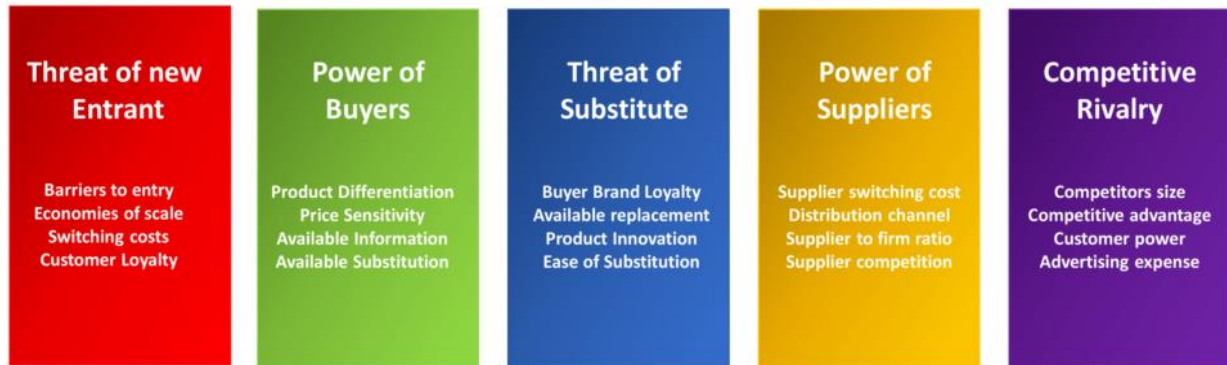 Threat of new
Entrant
Barriers to entry
Economies of scale
Switching costs
Customer Loyalty
Power of
Buyers
Product Differentiation
Price Sensitivity
Available Information
Available Substitution
Threat of
Substitute
Buyer Brand Loyalty
Available replacement
Product Innovation
Ease of Substitution
Power of
Suppliers
Supplier switching cost
Distribution channel
Supplier to firm ratio
Supplier competition
Competitive
Rivalry
Competitors size
Competitive advantage
Customer power
Advertising expense